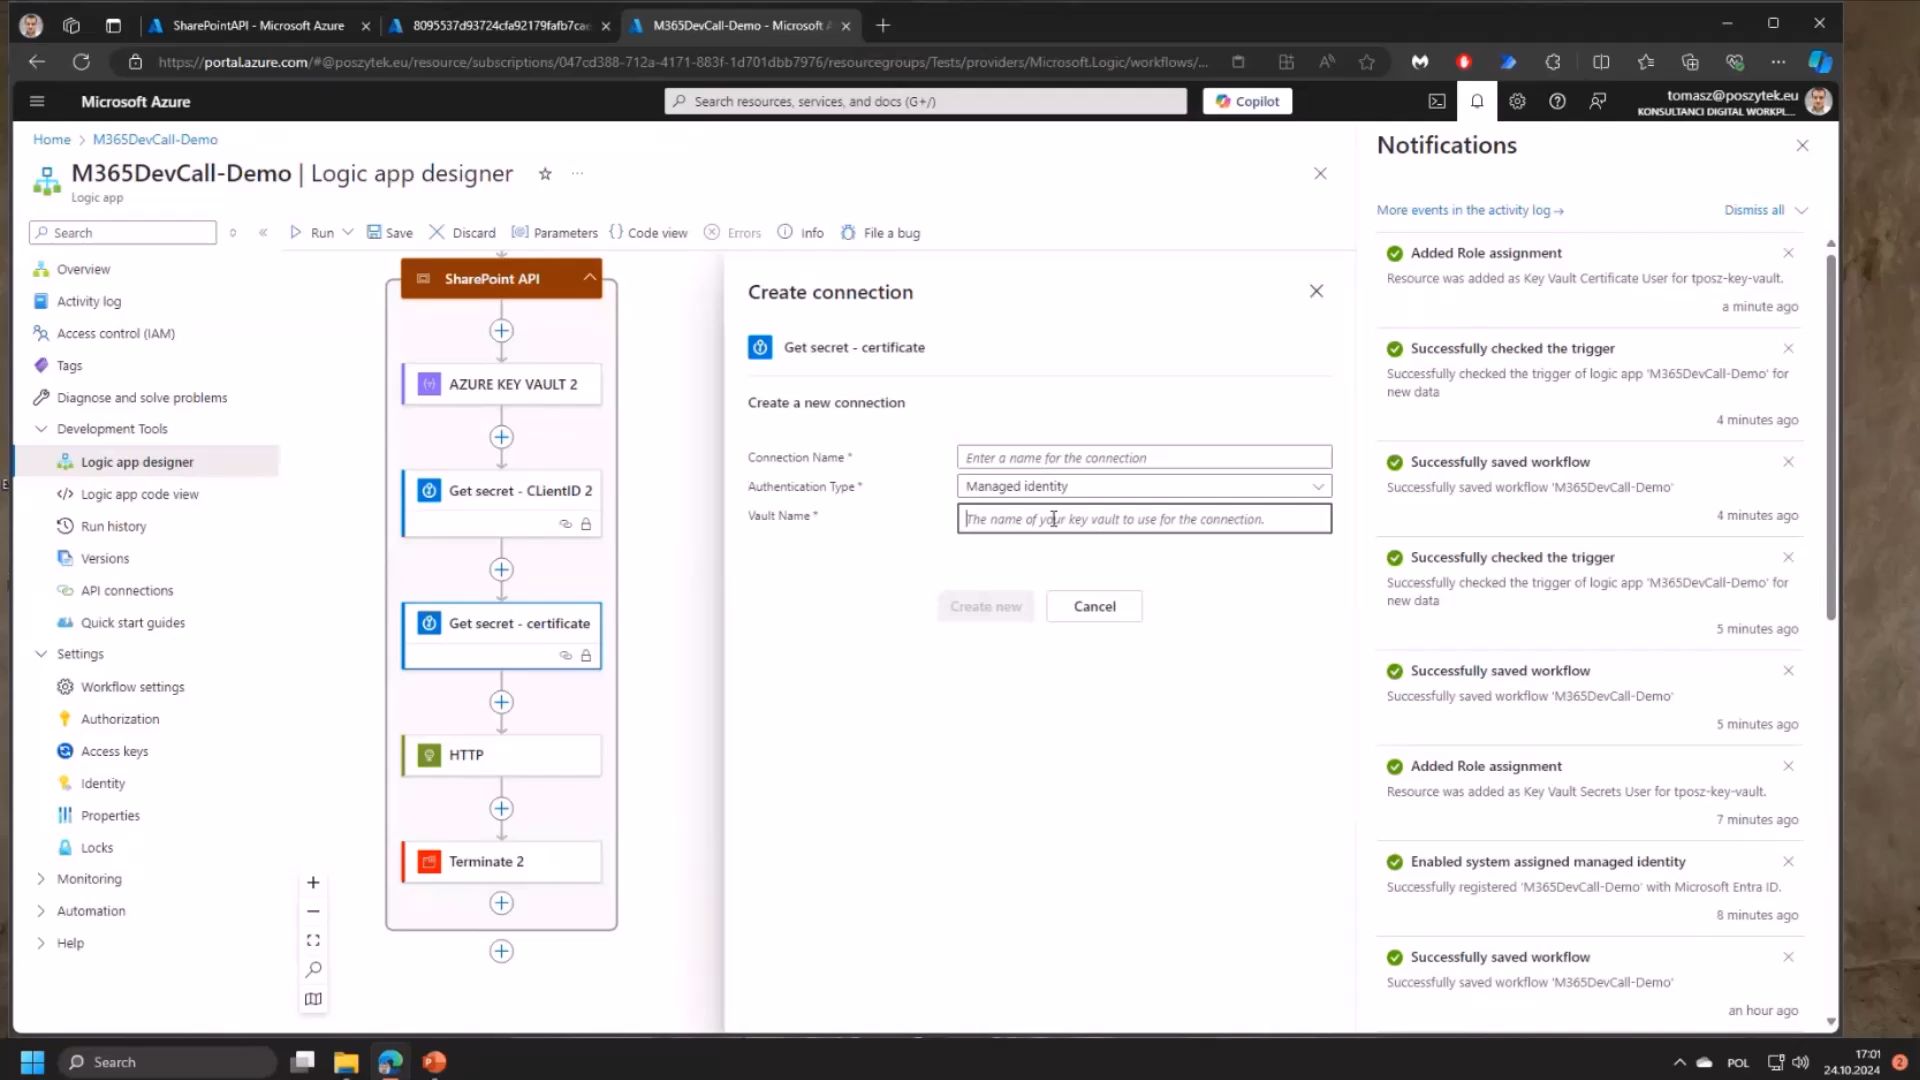 SharePointAPI - Microsoft Azure
8095537d93724cfa92179fafb7cae
M365DevCall-Demo - Microsoft A
https://portal.azure.com/#@poszytek.eu/resource/subscriptions/047cd388-712a-4171-883f-1d701dbb7976/resourcegroups/Tests/providers/Microsoft.Logic/workflows/...
Microsoft Azure
Search resources, services, and docs (G+/)
Copilot
tomasz@poszytek.eu
KONSULTANCI DIGITAL WORKPL...
Home > M365DevCall-Demo
M365DevCall-Demo | Logic app designer
Logic app
Search
Run
Save
Discard
Parameters
Code view
Errors
Info
File a bug
Overview
Activity log
Access control (IAM)
Tags
Diagnose and solve problems
Development Tools
Logic app designer
Logic app code view
Run history
Versions
API connections
Quick start guides
Settings
Workflow settings
Authorization
Access keys
Identity
Properties
Locks
Monitoring
Automation
Help
SharePoint API
AZURE KEY VAULT 2
Get secret - CLientID 2
Get secret - certificate
HTTP
Terminate 2
Create connection
Get secret - certificate
Create a new connection
Connection Name *
Enter a name for the connection
Authentication Type *
Managed identity
Vault Name *
The name of your key vault to use for the connection.
Create new
Cancel
Notifications
More events in the activity log →
Dismiss all
Added Role assignment
Resource was added as Key Vault Certificate User for tposz-key-vault.
a minute ago
Successfully checked the trigger
Successfully checked the trigger of logic app 'M365DevCall-Demo' for
new data
4 minutes ago
Successfully saved workflow
Successfully saved workflow 'M365DevCall-Demo'
4 minutes ago
Successfully checked the trigger
Successfully checked the trigger of logic app 'M365DevCall-Demo' for
new data
5 minutes ago
Successfully saved workflow
Successfully saved workflow 'M365DevCall-Demo'
5 minutes ago
Added Role assignment
Resource was added as Key Vault Secrets User for tposz-key-vault.
7 minutes ago
Enabled system assigned managed identity
Successfully registered 'M365DevCall-Demo' with Microsoft Entra ID.
8 minutes ago
Successfully saved workflow
Successfully saved workflow 'M365DevCall-Demo'
an hour ago
Search
POL
17:01
24.10.2024
2